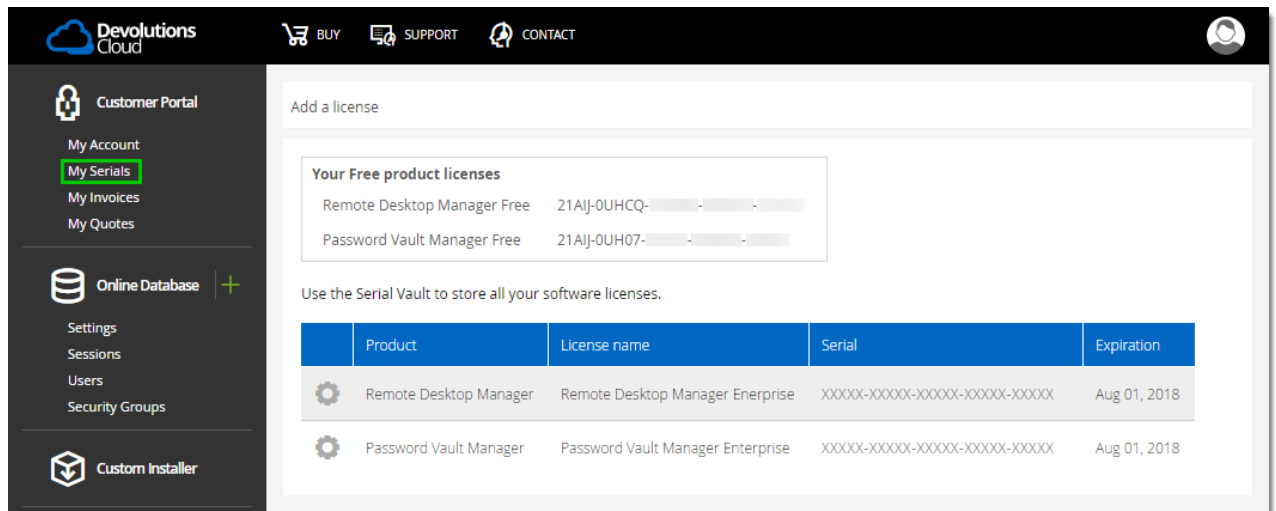 Devolutions
Cloud
BUY
SUPPORT
CONTACT
Customer Portal
My Account
My Serials
My Invoices
My Quotes
Online Database
Settings
Sessions
Users
Security Groups
Custom Installer
Add a license
Your Free product licenses
Remote Desktop Manager Free 21AIJ-0UHCQ- - -
Password Vault Manager Free 21AIJ-0UH07- - -
Use the Serial Vault to store all your software licenses.
Product License name Serial Expiration
Remote Desktop Manager Remote Desktop Manager Enerprise XXXXX-XXXXX-XXXXX-XXXXX-XXXXX Aug 01, 2018
Password Vault Manager Password Vault Manager Enterprise XXXXX-XXXXX-XXXXX-XXXXX-XXXXX Aug 01, 2018